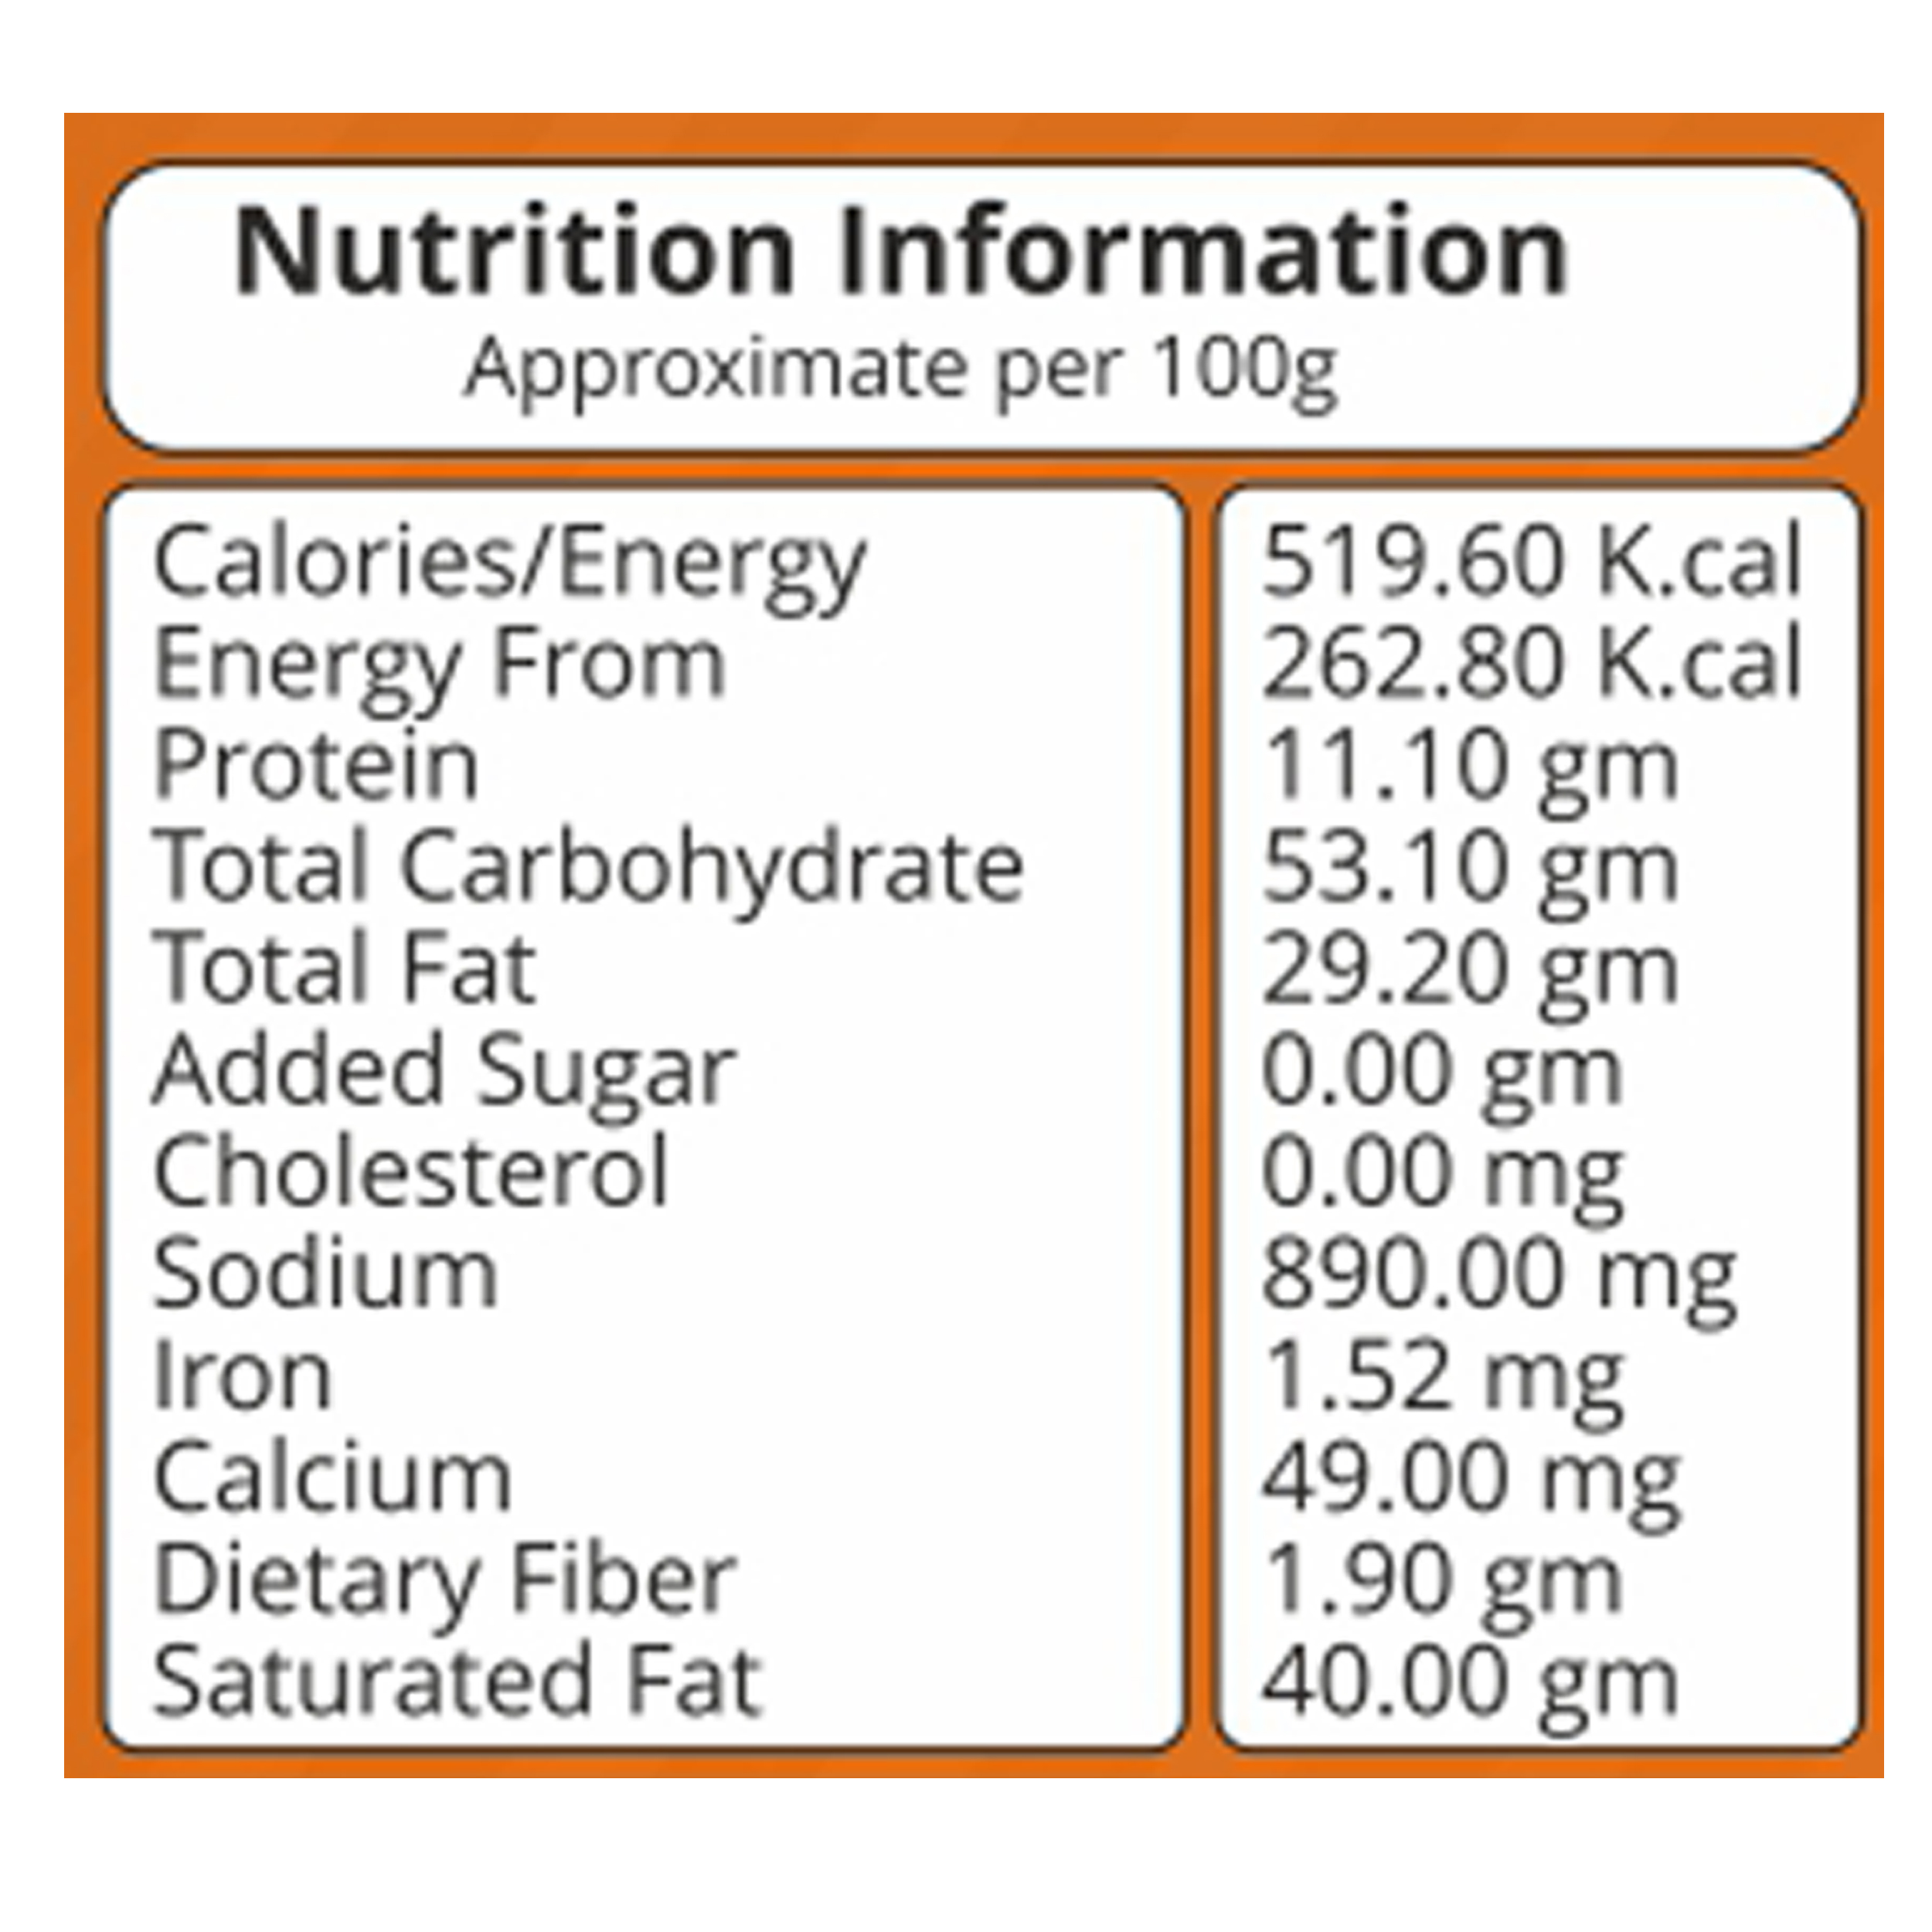 Nutrition Information
Approximate per 100g
Calories/Energy 519.60 K.cal
Energy From 262.80 K.cal
Protein 11.10 gm
Total Carbohydrate 53.10 gm
Total Fat 29.20 gm
Added Sugar 0.00 gm
Cholesterol 0.00 mg
Sodium 890.00 mg
Iron 1.52 mg
Calcium 49.00 mg
Dietary Fiber 1.90 gm
Saturated Fat 40.00 gm